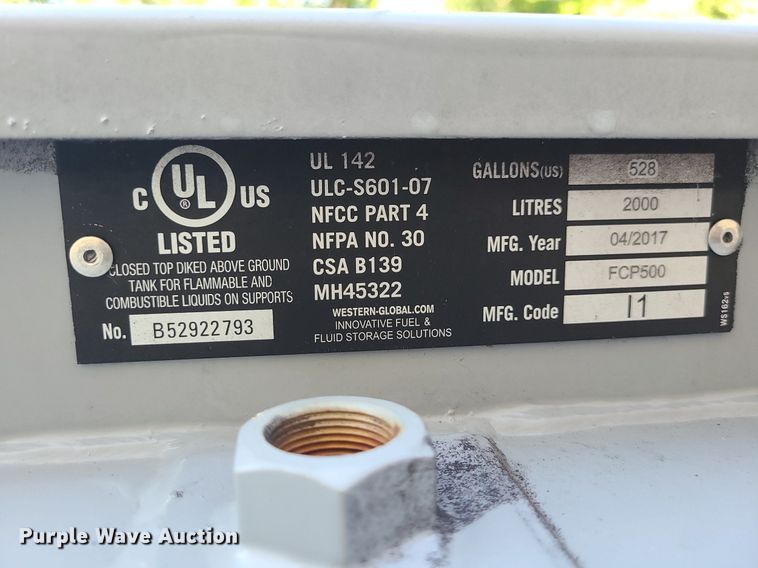 C UL ® US
LISTED
CLOSED TOP DIKED ABOVE GROUND
TANK FOR FLAMMABLE AND
COMBUSTIBLE LIQUIDS ON SUPPORTS
No. B52922793
UL 142
ULC-S601-07
NFCC PART 4
NFPA NO. 30
CSA B139
MH45322
WESTERN-GLOBAL.COM
INNOVATIVE FUEL &
FLUID STORAGE SOLUTIONS
GALLONS(US) 528
LITRES 2000
MFG. Year 04/2017
MODEL FCP500
MFG. Code I1
WS162v5
Purple Wave Auction